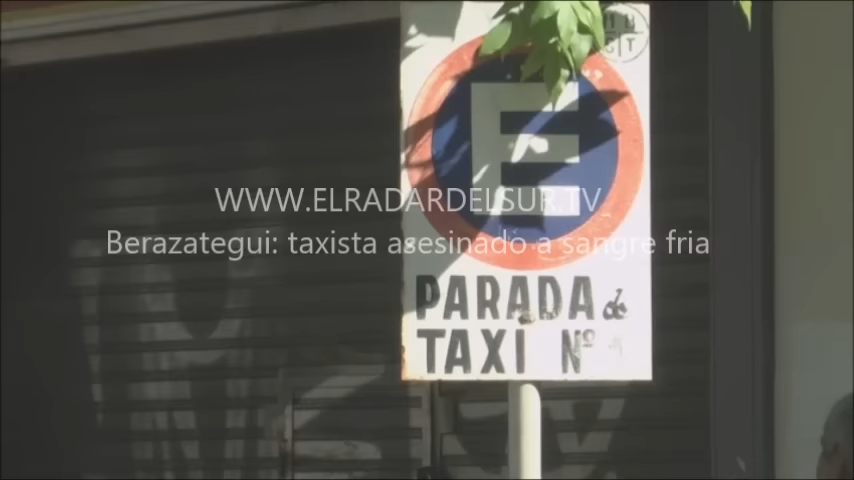 E
WWW.ELRADARDELSUR.TV
Berazategui: taxista asesinado a sangre fria
PARADA de
TAXI Nº